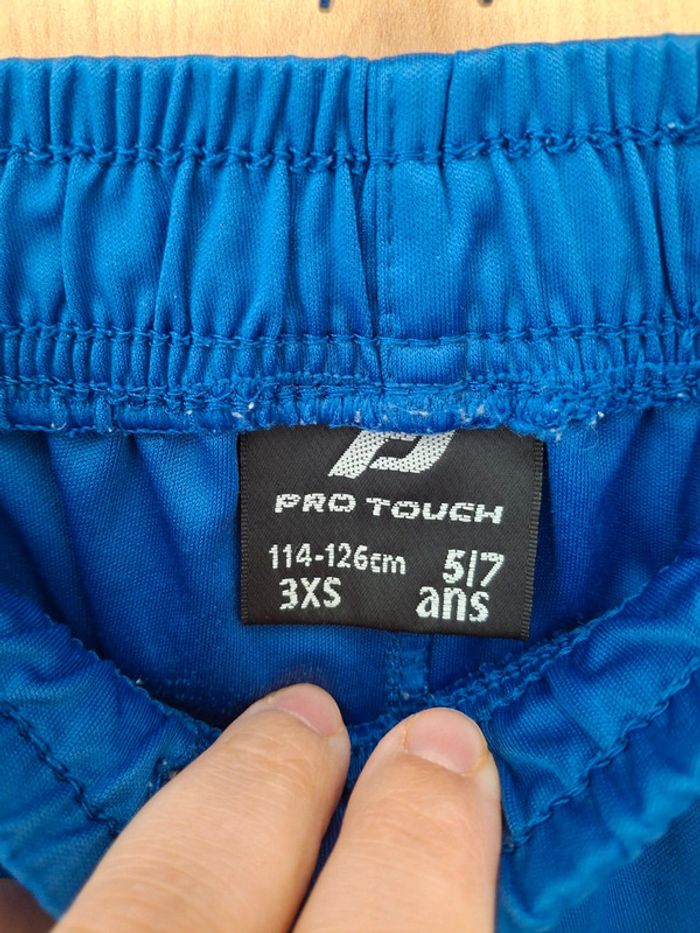 PRO TOUCH
114-126cm 5/7
3XS ans